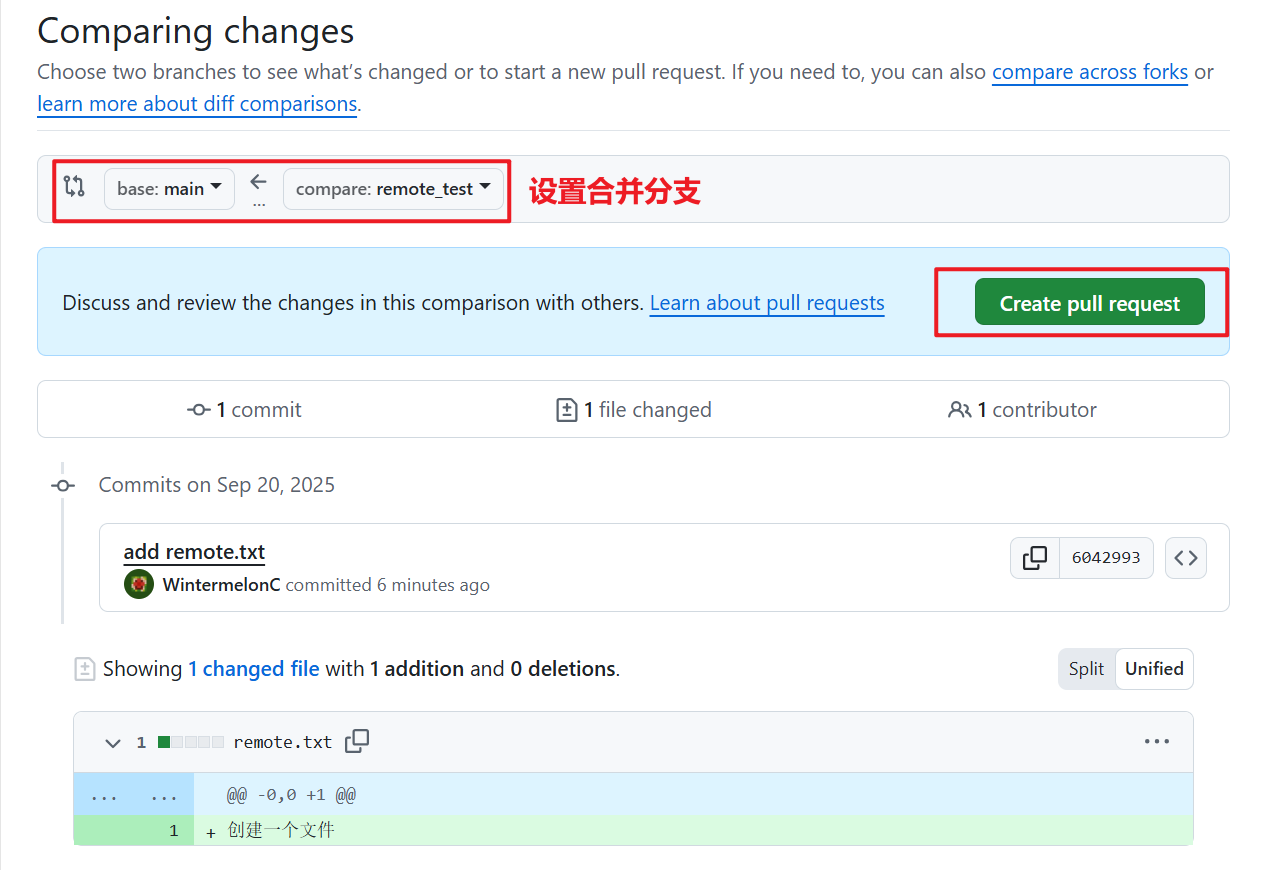 Comparing changes
Choose two branches to see what's changed or to start a new pull request. If you need to, you can also compare across forks or
learn more about diff comparisons.
base: main ← ... compare: remote_test 设置合并分支
Discuss and review the changes in this comparison with others. Learn about pull requests Create pull request
1 commit 1 file changed 1 contributor
Commits on Sep 20, 2025
add remote.txt
WintermelonC committed 6 minutes ago 6042993
Showing 1 changed file with 1 addition and 0 deletions. Split Unified
1 remote.txt ...
... ... @@ -0,0 +1 @@
1 + 创建一个文件